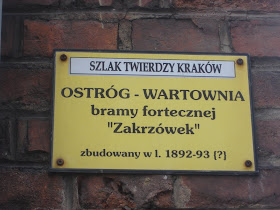 SZLAK TWIERDZY KRAKÓW
OSTRÓG - WARTOWNIA
bramy fortecznej
"Zakrzówek"
zbudowany w l. 1892-93 (?)